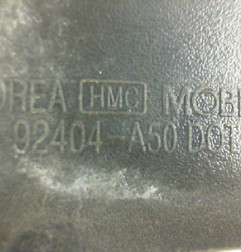 OREA HMC MOBI
92404-A50 DOT